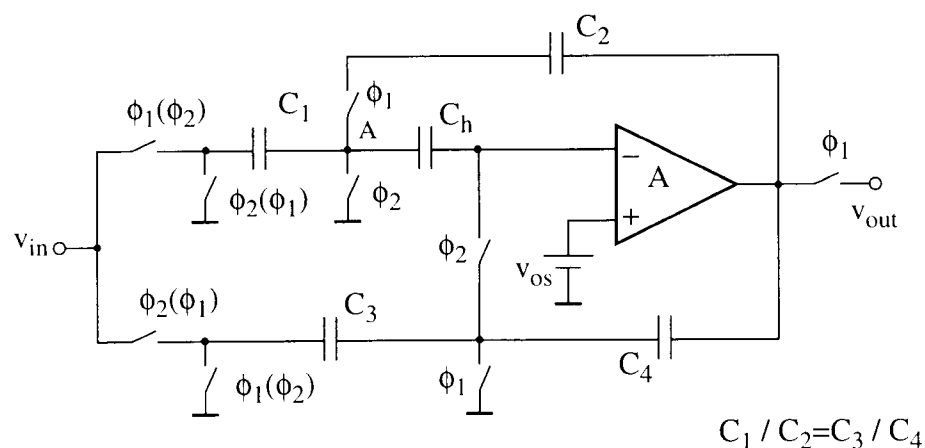 C₂
ϕ₁(ϕ₂)
C₁
ϕ₁
A
Cₕ
ϕ₂(ϕ₁)
ϕ₂
−
A
+
ϕ₁
vₒᵤₜ
vᵢₙ
ϕ₂
vₒₛ
ϕ₂(ϕ₁)
C₃
ϕ₁(ϕ₂)
ϕ₁
C₄
C₁ / C₂=C₃ / C₄